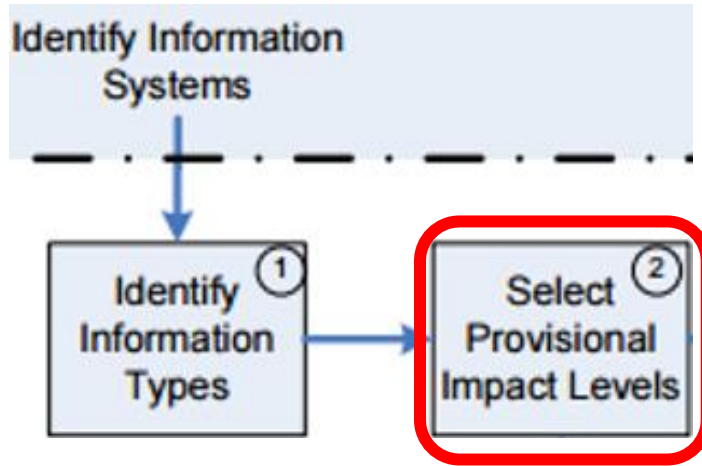 Identify Information
Systems
1
Identify
Information
Types
2
Select
Provisional
Impact Levels